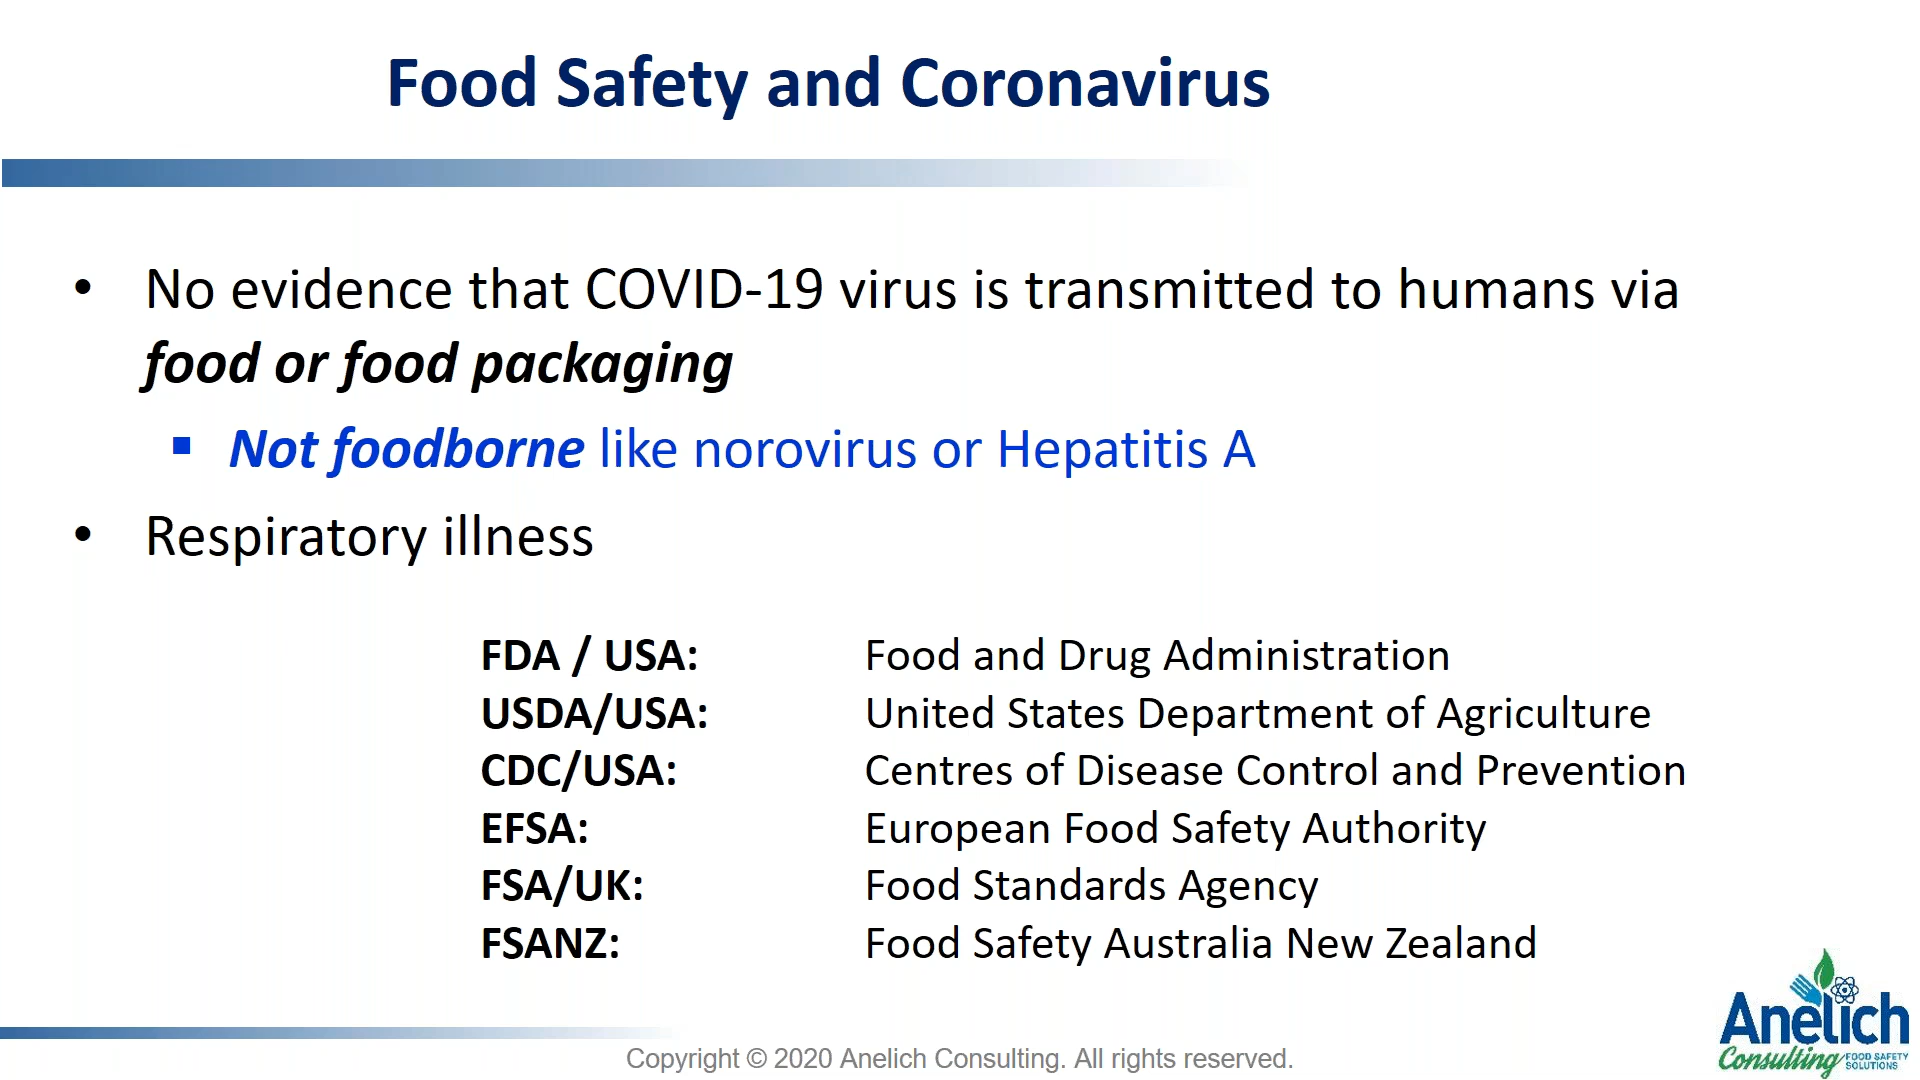 Food Safety and Coronavirus
• No evidence that COVID-19 virus is transmitted to humans via
food or food packaging
▪ Not foodborne like norovirus or Hepatitis A
• Respiratory illness
FDA / USA: Food and Drug Administration
USDA/USA: United States Department of Agriculture
CDC/USA: Centres of Disease Control and Prevention
EFSA: European Food Safety Authority
FSA/UK: Food Standards Agency
FSANZ: Food Safety Australia New Zealand
Anelich
Consulting FOOD SAFETY
SOLUTIONS
Copyright © 2020 Anelich Consulting. All rights reserved.